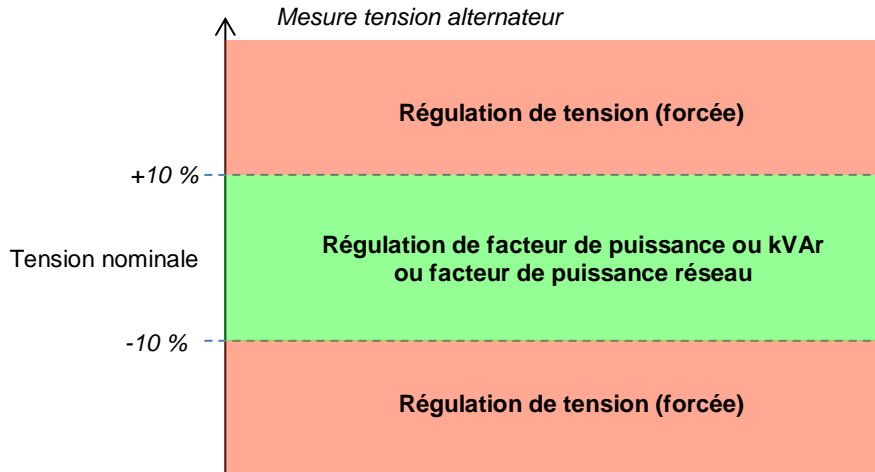 Mesure tension alternateur
Régulation de tension (forcée)
+10 %
Régulation de facteur de puissance ou kVAr
ou facteur de puissance réseau
Tension nominale
-10 %
Régulation de tension (forcée)